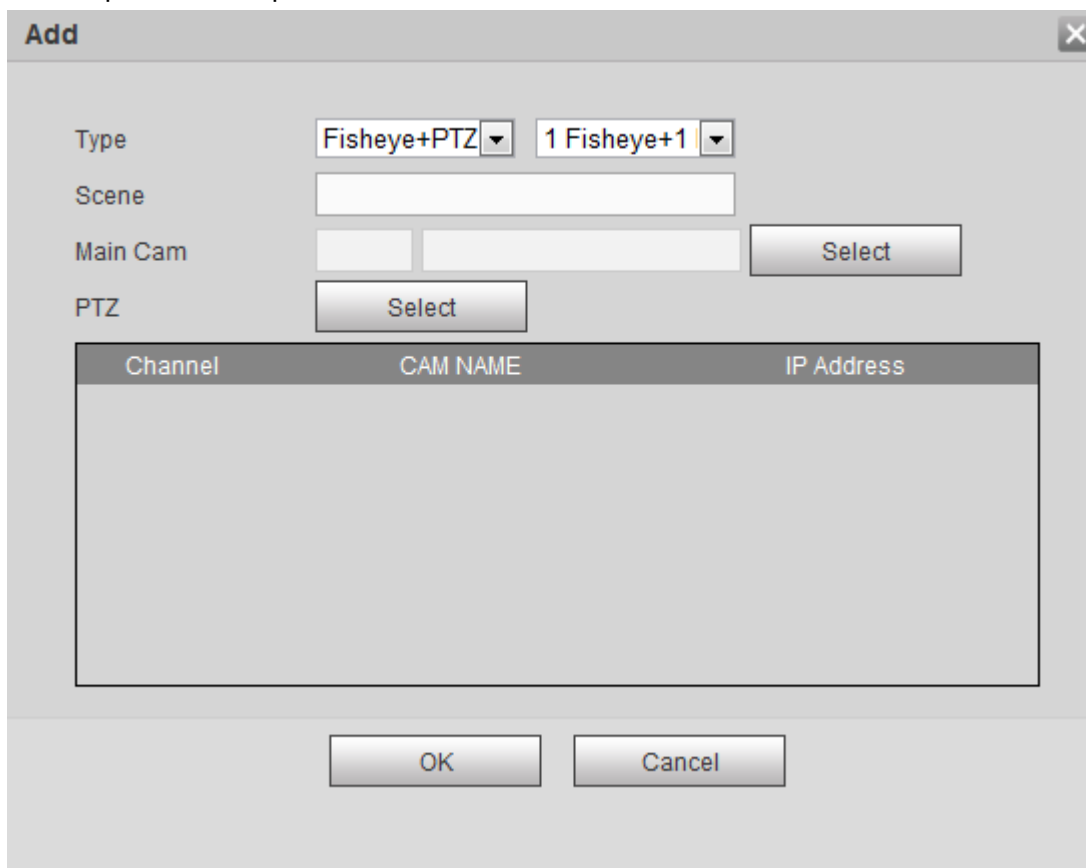 Add
Type Fisheye+PTZ 1 Fisheye+1
Scene
Main Cam Select
PTZ Select
Channel CAM NAME IP Address
OK Cancel